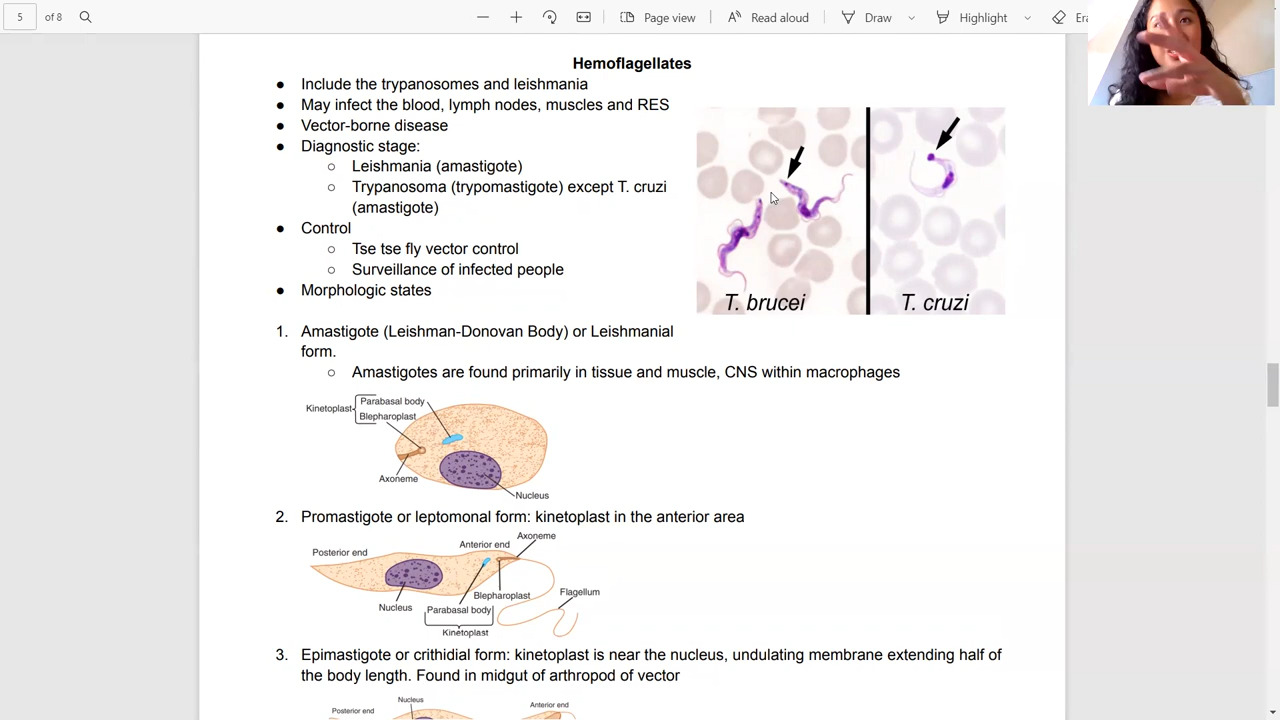 5 of 8 Page view Read aloud Draw Highlight
Hemoflagellates
● Include the trypanosomes and leishmania
● May infect the blood, lymph nodes, muscles and RES
● Vector-borne disease
● Diagnostic stage:
○ Leishmania (amastigote)
○ Trypanosoma (trypomastigote) except T. cruzi
(amastigote)
● Control
○ Tse tse fly vector control
○ Surveillance of infected people
● Morphologic states
T. brucei
T. cruzi
1. Amastigote (Leishman-Donovan Body) or Leishmanial
form.
○ Amastigotes are found primarily in tissue and muscle, CNS within macrophages
Parabasal body
Kinetoplast
Blepharoplast
Axoneme
Nucleus
2. Promastigote or leptomonal form: kinetoplast in the anterior area
Axoneme
Anterior end
Posterior end
Blepharoplast
Flagellum
Nucleus
Parabasal body
Kinetoplast
3. Epimastigote or crithidial form: kinetoplast is near the nucleus, undulating membrane extending half of
the body length. Found in midgut of arthropod of vector
Nucleus
Anterior end
Posterior end